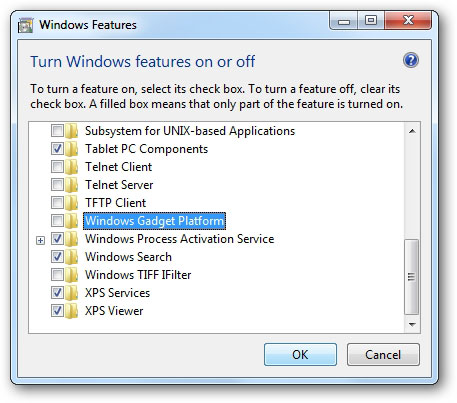 Windows Features
Turn Windows features on or off
To turn a feature on, select its check box. To turn a feature off, clear its
check box. A filled box means that only part of the feature is turned on.
Subsystem for UNIX-based Applications
Tablet PC Components
Telnet Client
Telnet Server
TFTP Client
Windows Gadget Platform
Windows Process Activation Service
Windows Search
Windows TIFF IFilter
XPS Services
XPS Viewer
OK Cancel